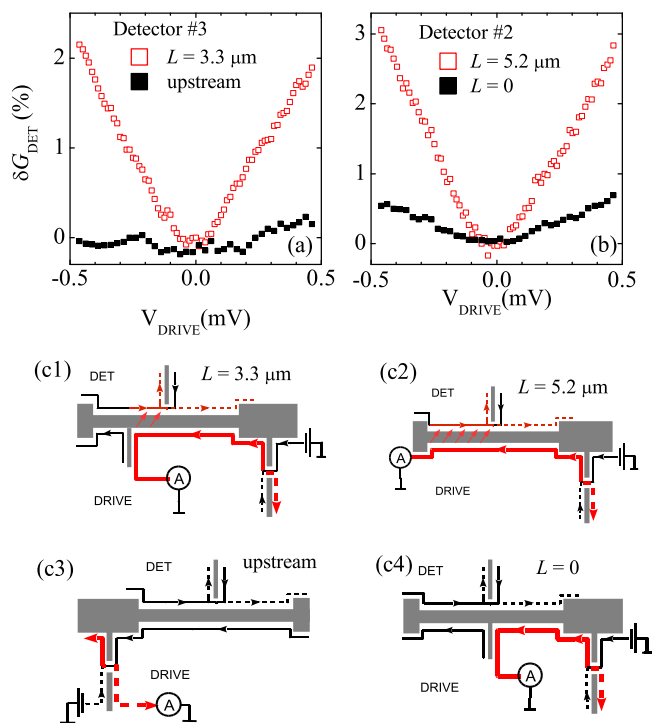 Detector #3
L = 3.3 μm
upstream
δG_DET (%)
2
1
0
(a)
-0.5
0.0
0.5
V_DRIVE(mV)
Detector #2
L = 5.2 μm
L = 0
3
2
1
0
(b)
-0.5
0.0
0.5
V_DRIVE(mV)
(c1)
DET
L = 3.3 μm
A
DRIVE
(c2)
DET
L = 5.2 μm
A
DRIVE
(c3)
DET
upstream
DRIVE
A
(c4)
DET
L = 0
DRIVE
A